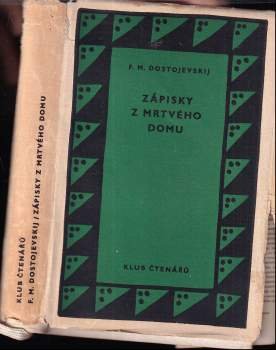 F. M. DOSTOJEVSKIJ
ZÁPISKY
Z MRTVÉHO
DOMU
KLUB ČTENÁŘŮ
KLUB ČTENÁŘŮ
F. M. DOSTOJEVSKIJ / ZÁPISKY Z MRTVÉHO DOMU